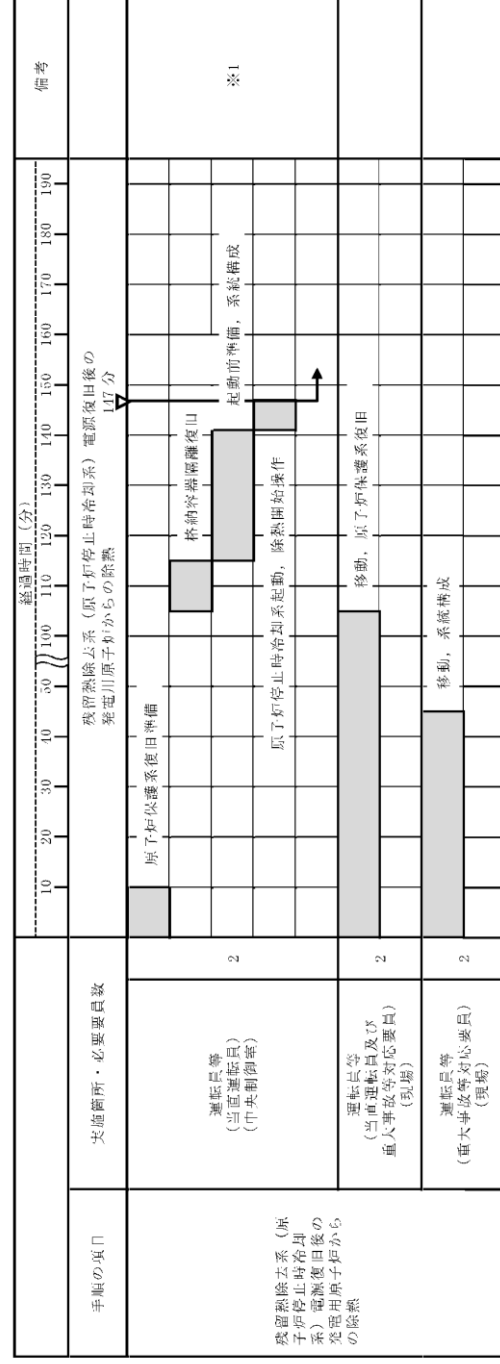 経過時間（分）
備考
手順の項目
実施箇所・必要要員数
10
20
30
40
50
100
110
120
130
140
150
160
170
180
190
残留熱除去系（原子炉停止時冷却系）電源復旧後の
発電用原子炉からの除熱
147分
残留熱除去系（原
子炉停止時冷却
系）電源復旧後の
発電用原子炉から
の除熱
運転員等
（当直運転員）
（中央制御室）
2
原子炉保護系復旧準備
格納容器隔離復旧
起動前準備，系統構成
原子炉停止時冷却系起動，除熱開始操作
※1
運転員等
（当直運転員及び
重大事故等対応要員）
（現場）
2
移動，原子炉保護系復旧
運転員等
（重大事故等対応要員）
（現場）
2
移動，系統構成